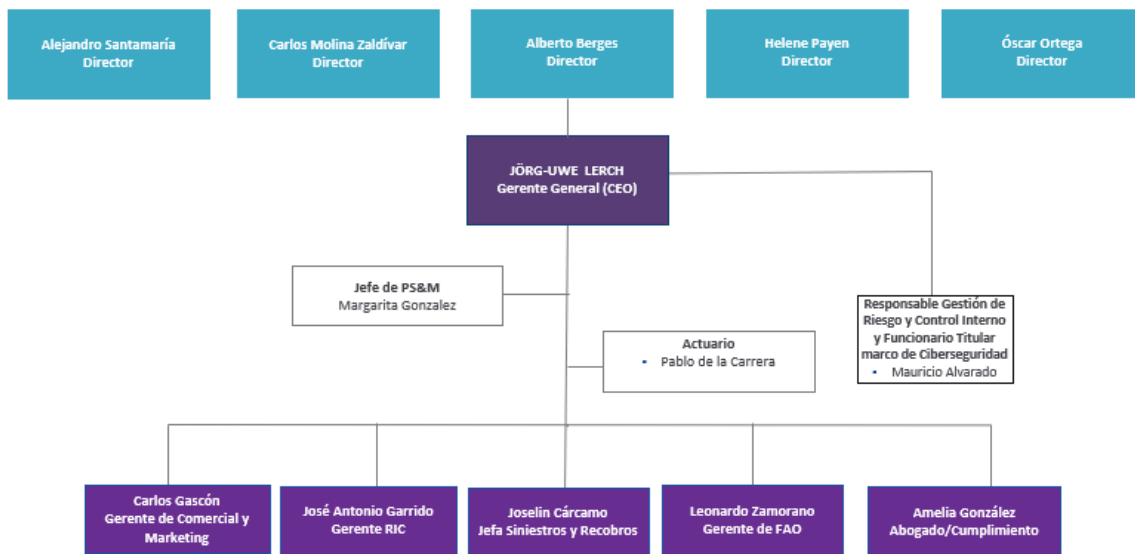 Alejandro Santamaría
Director
Carlos Molina Zaldívar
Director
Alberto Berges
Director
Helene Payen
Director
Óscar Ortega
Director
JÖRG-UWE LERCH
Gerente General (CEO)
Jefe de PS&M
Margarita Gonzalez
Responsable Gestión de
Riesgo y Control Interno
y Funcionario Titular
marco de Ciberseguridad
• Mauricio Alvarado
Actuario
• Pablo de la Carrera
Carlos Gascón
Gerente de Comercial y
Marketing
José Antonio Garrido
Gerente RIC
Joselin Cárcamo
Jefa Siniestros y Recobros
Leonardo Zamorano
Gerente de FAO
Amelia González
Abogado/Cumplimiento